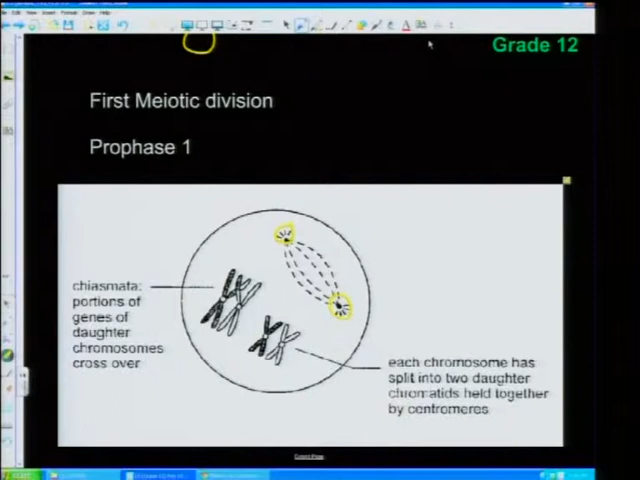 Grade 12
First Meiotic division
Prophase 1
chiasmata:
portions of
genes of
daughter
chromosomes
cross over
each chromosome has
split into two daughter
chromatids held together
by centromeres